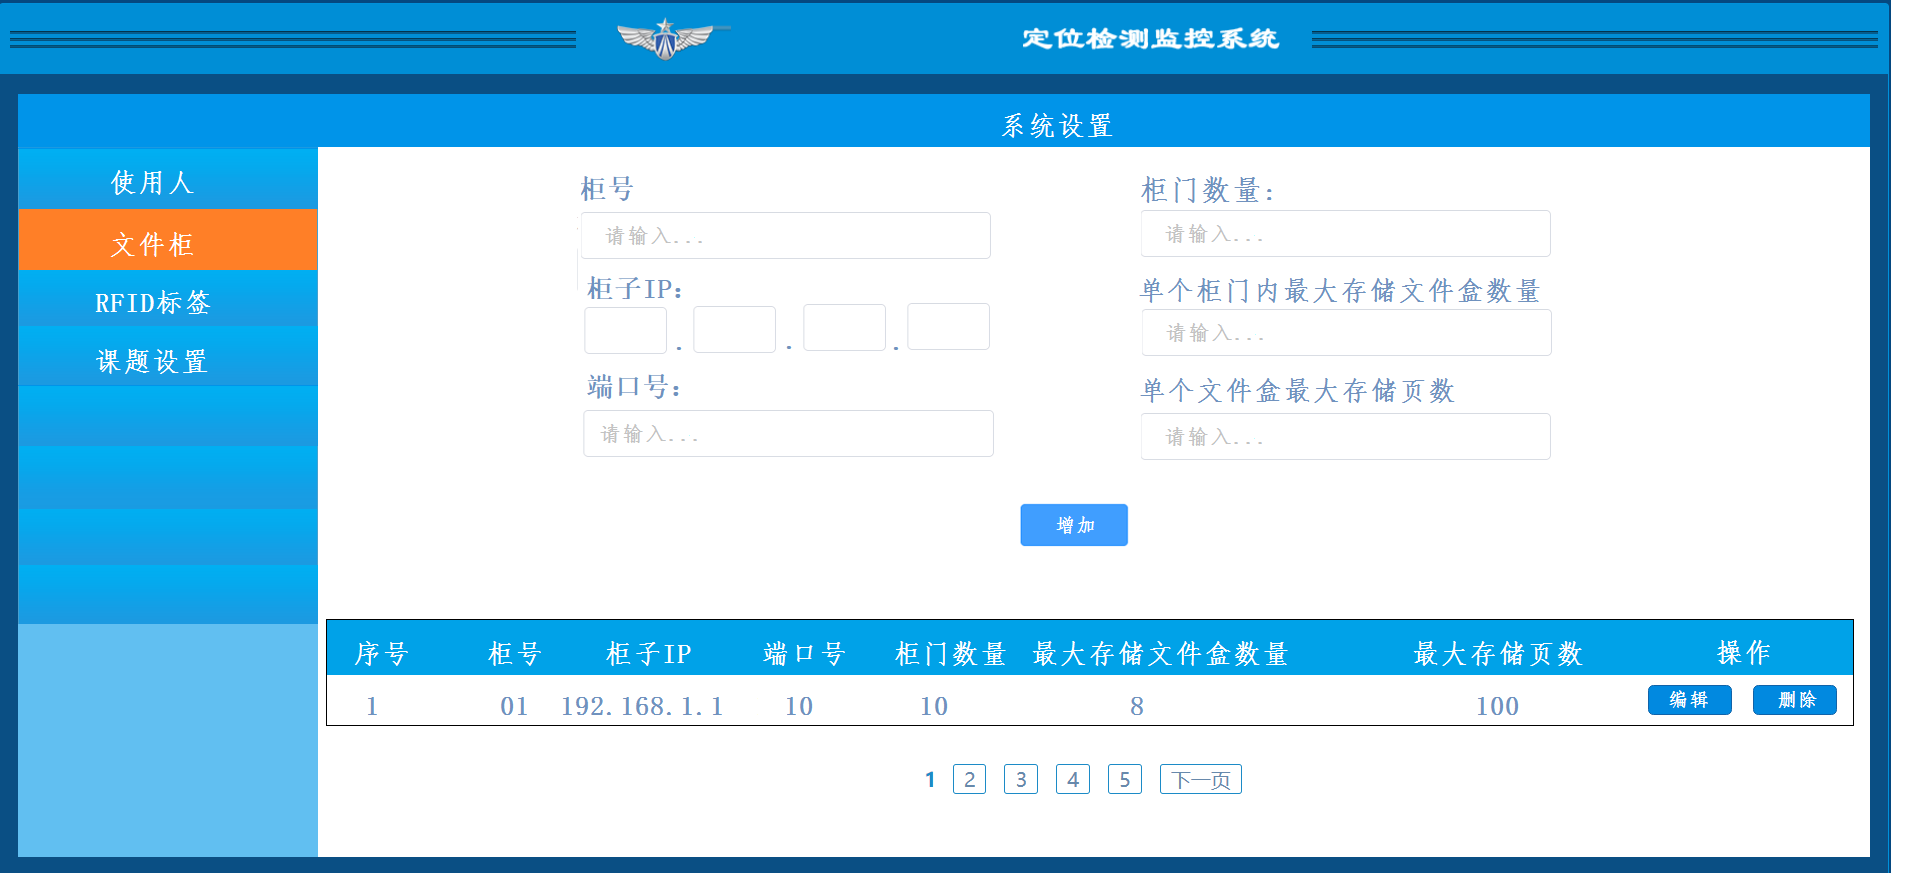 定位检测监控系统
系统设置
使用人
文件柜
RFID标签
课题设置
柜号
请输入...
柜门数量：
请输入...
柜子IP：
. . .
单个柜门内最大存储文件盒数量
请输入...
端口号：
请输入...
单个文件盒最大存储页数
请输入...
增加
序号 柜号 柜子IP 端口号 柜门数量 最大存储文件盒数量 最大存储页数 操作
1 01 192.168.1.1 10 10 8 100 编辑 删除
1 2 3 4 5 下一页